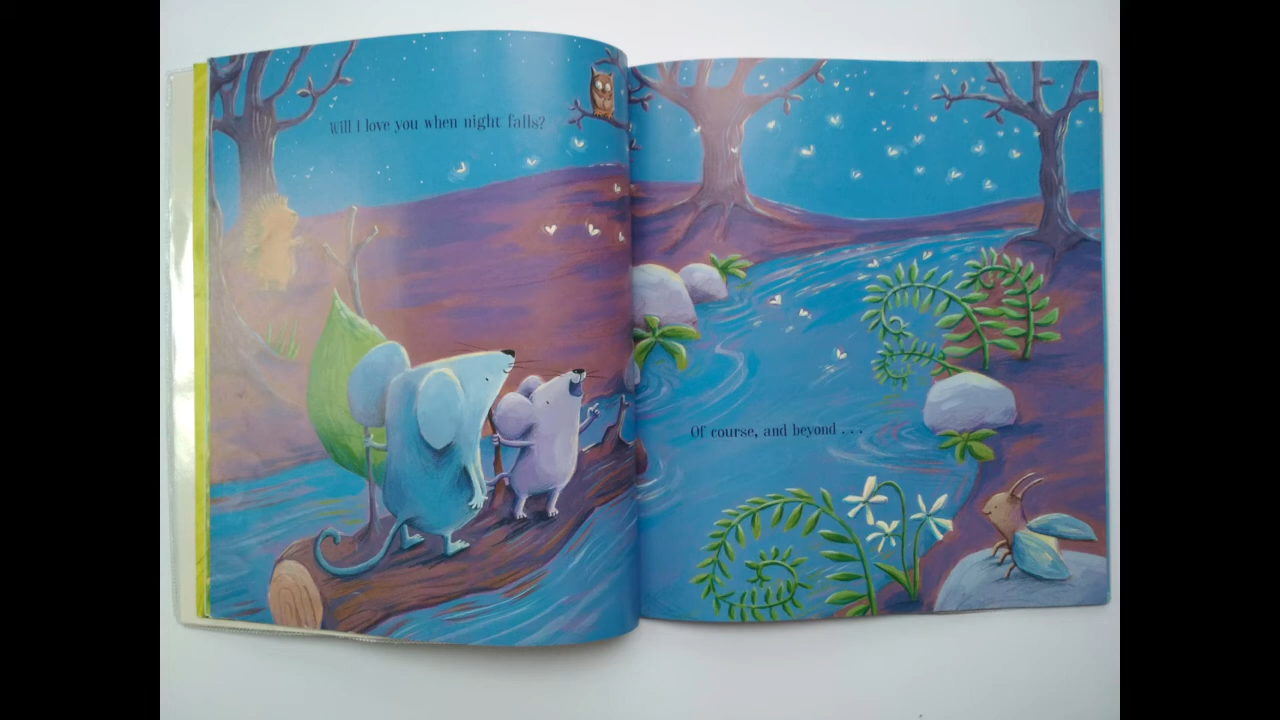 Will I love you when night falls?
Of course, and beyond . . .